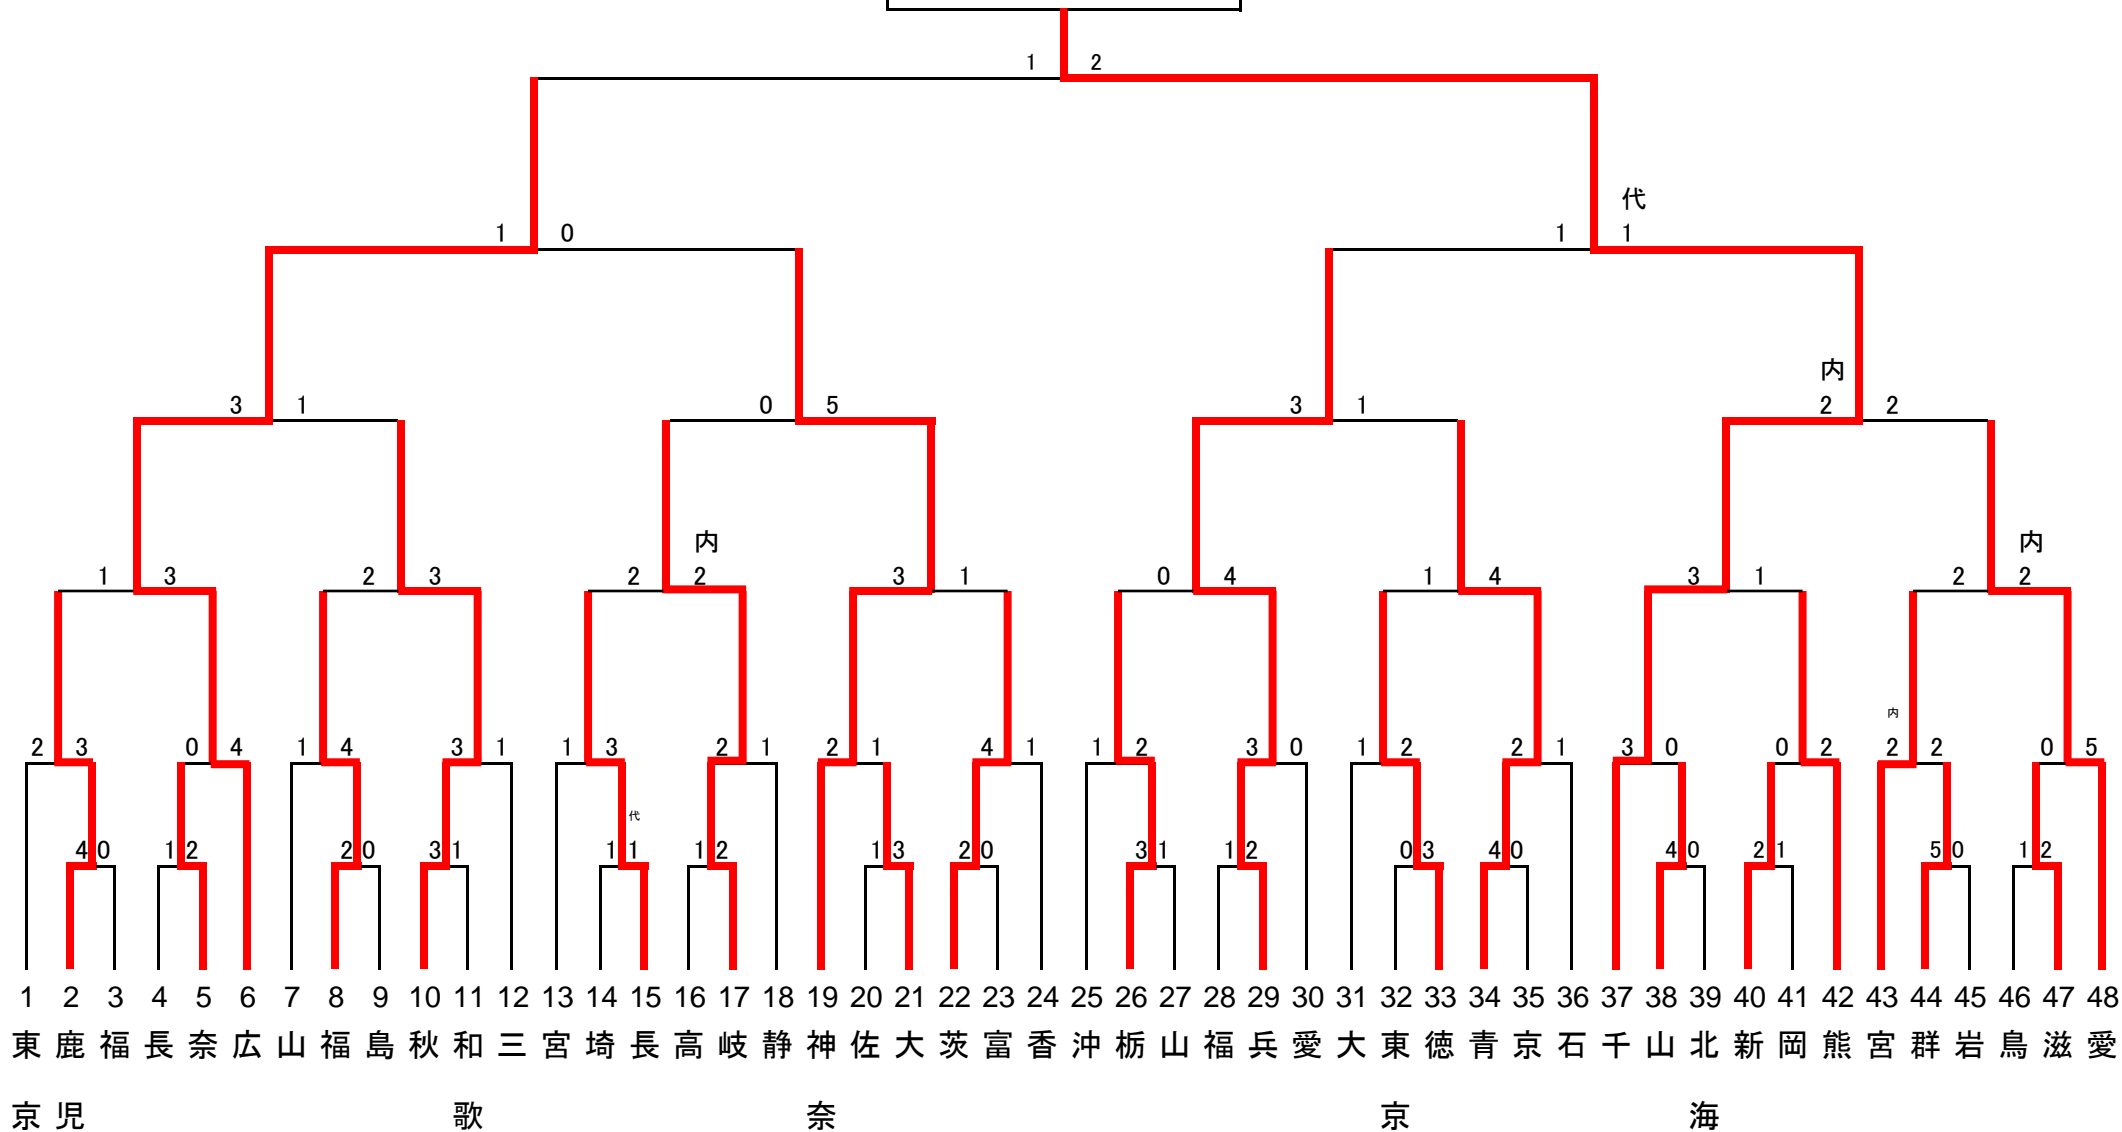 1 2
代
1 0 1 1
内
3 1 0 5 3 1 2 2
内 内
1 3 2 3 2 2 3 1 0 4 1 4 3 1 2 2
内
2 3 0 4 1 4 3 1 1 3 2 1 2 1 4 1 1 2 3 0 1 2 2 1 3 0 0 2 2 2 0 5
代
4 0 1 2 2 0 3 1 1 1 1 2 1 3 2 0 3 1 1 2 0 3 4 0 4 0 2 1 5 0 1 2
1 2 3 4 5 6 7 8 9 10 11 12 13 14 15 16 17 18 19 20 21 22 23 24 25 26 27 28 29 30 31 32 33 34 35 36 37 38 39 40 41 42 43 44 45 46 47 48
東 鹿 福 長 奈 広 山 福 島 秋 和 三 宮 埼 長 高 岐 静 神 佐 大 茨 富 香 沖 栃 山 福 兵 愛 大 東 徳 青 京 石 千 山 北 新 岡 熊 宮 群 岩 鳥 滋 愛
京 児 歌 奈 京 海